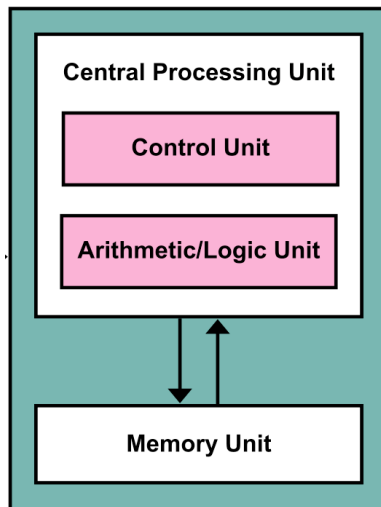 Central Processing Unit
Control Unit
Arithmetic/Logic Unit
Memory Unit